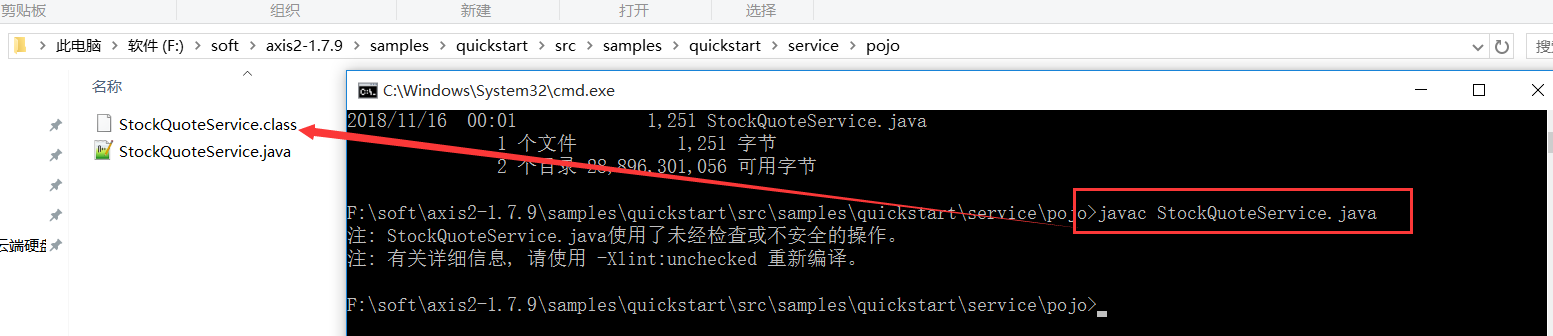 剪贴板 组织 新建 打开 选择
此电脑 软件 (F:) soft axis2-1.7.9 samples quickstart src samples quickstart service pojo 搜索
名称
C:\Windows\System32\cmd.exe
StockQuoteService.class
StockQuoteService.java
云端硬盘
2018/11/16 00:01 1,251 StockQuoteService.java
1 个文件 1,251 字节
2 个目录 28,896,301,056 可用字节
F:\soft\axis2-1.7.9\samples\quickstart\src\samples\quickstart\service\pojo>javac StockQuoteService.java
注: StockQuoteService.java使用了未经检查或不安全的操作。
注: 有关详细信息, 请使用 -Xlint:unchecked 重新编译。
F:\soft\axis2-1.7.9\samples\quickstart\src\samples\quickstart\service\pojo>